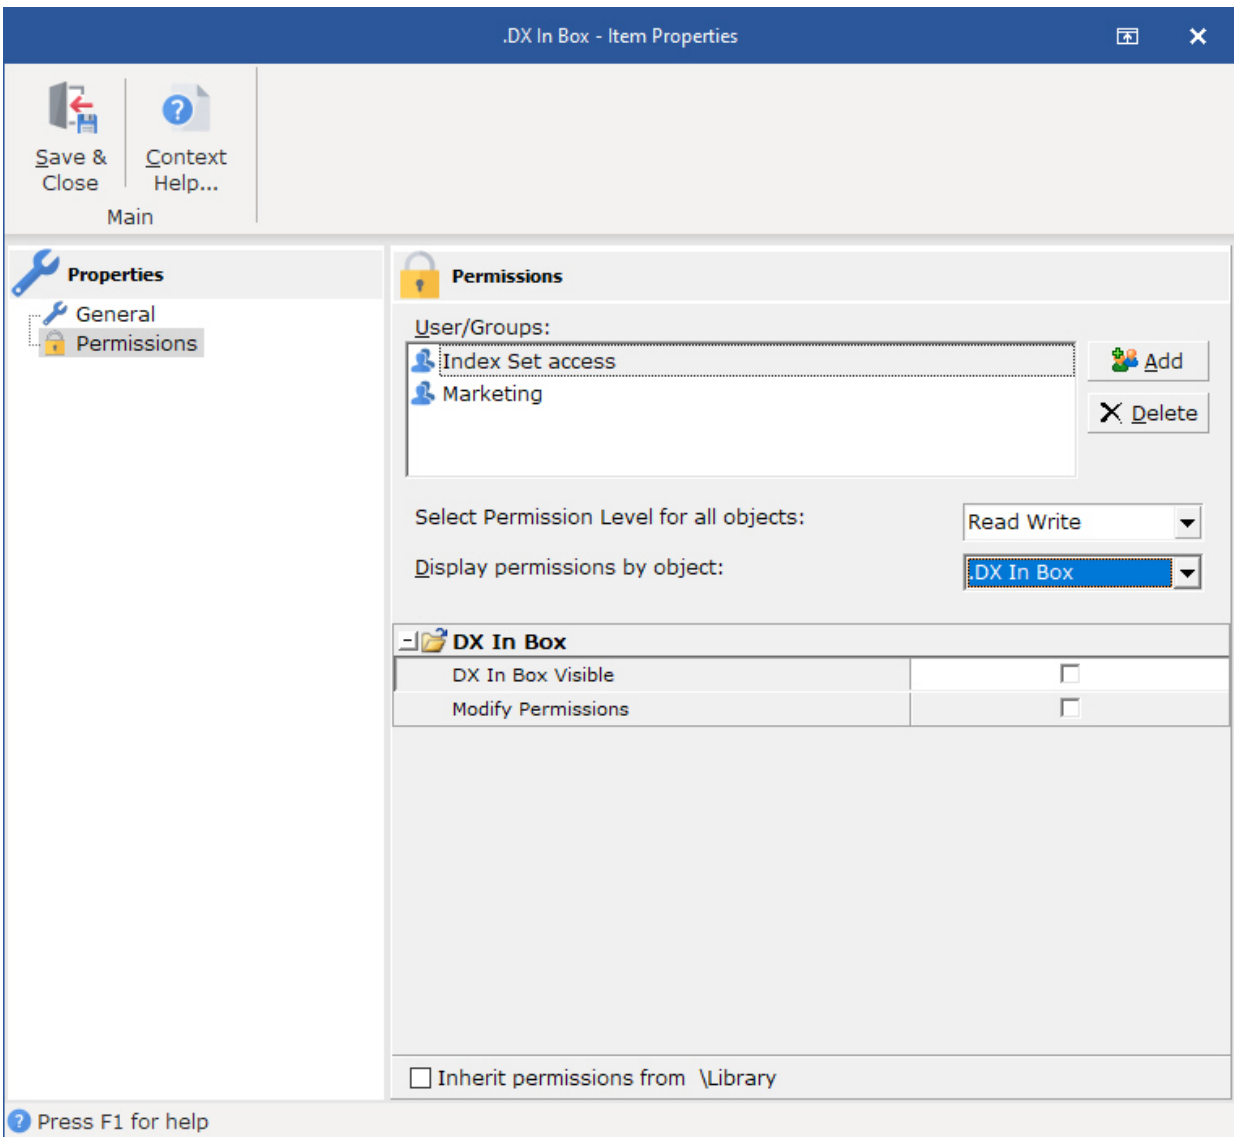 .DX In Box - Item Properties
Save & Close
Context Help...
Main
Properties
General
Permissions
Permissions
User/Groups:
Index Set access
Marketing
Add
Delete
Select Permission Level for all objects:
Read Write
Display permissions by object:
.DX In Box
DX In Box
DX In Box Visible
Modify Permissions
Inherit permissions from \Library
Press F1 for help